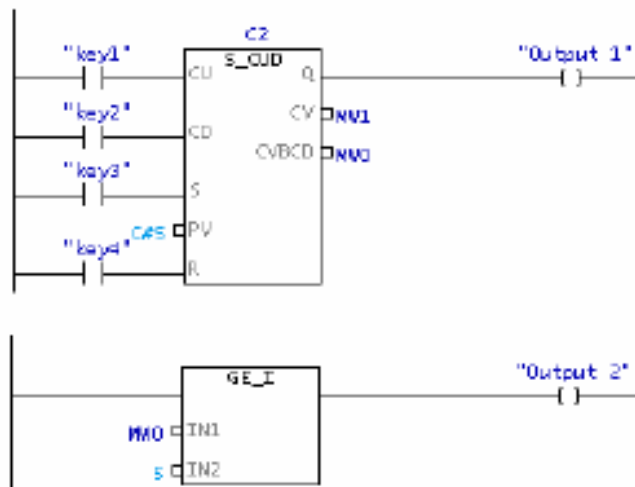 C2
"key1"
S_CUD
"Output 1"
CU
Q
"key2"
CV
MW1
CD
CVBCD
MW0
"key3"
S
C#5
PV
"key4"
R
GE_I
"Output 2"
MW0
IN1
5
IN2